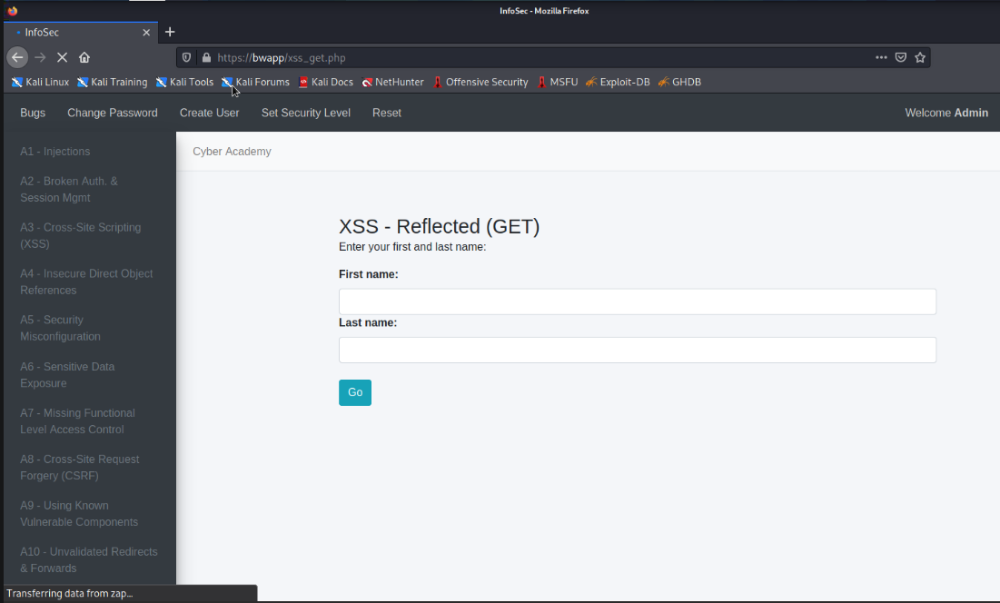 InfoSec - Mozilla Firefox
InfoSec
https://bwapp/xss_get.php
Kali Linux Kali Training Kali Tools Kali Forums Kali Docs NetHunter Offensive Security MSFU Exploit-DB GHDB
Bugs Change Password Create User Set Security Level Reset Welcome Admin
A1 - Injections
A2 - Broken Auth. &
Session Mgmt
A3 - Cross-Site Scripting
(XSS)
A4 - Insecure Direct Object
References
A5 - Security
Misconfiguration
A6 - Sensitive Data
Exposure
A7 - Missing Functional
Level Access Control
A8 - Cross-Site Request
Forgery (CSRF)
A9 - Using Known
Vulnerable Components
A10 - Unvalidated Redirects
& Forwards
Cyber Academy
XSS - Reflected (GET)
Enter your first and last name:
First name:
Last name:
Go
Transferring data from zap...